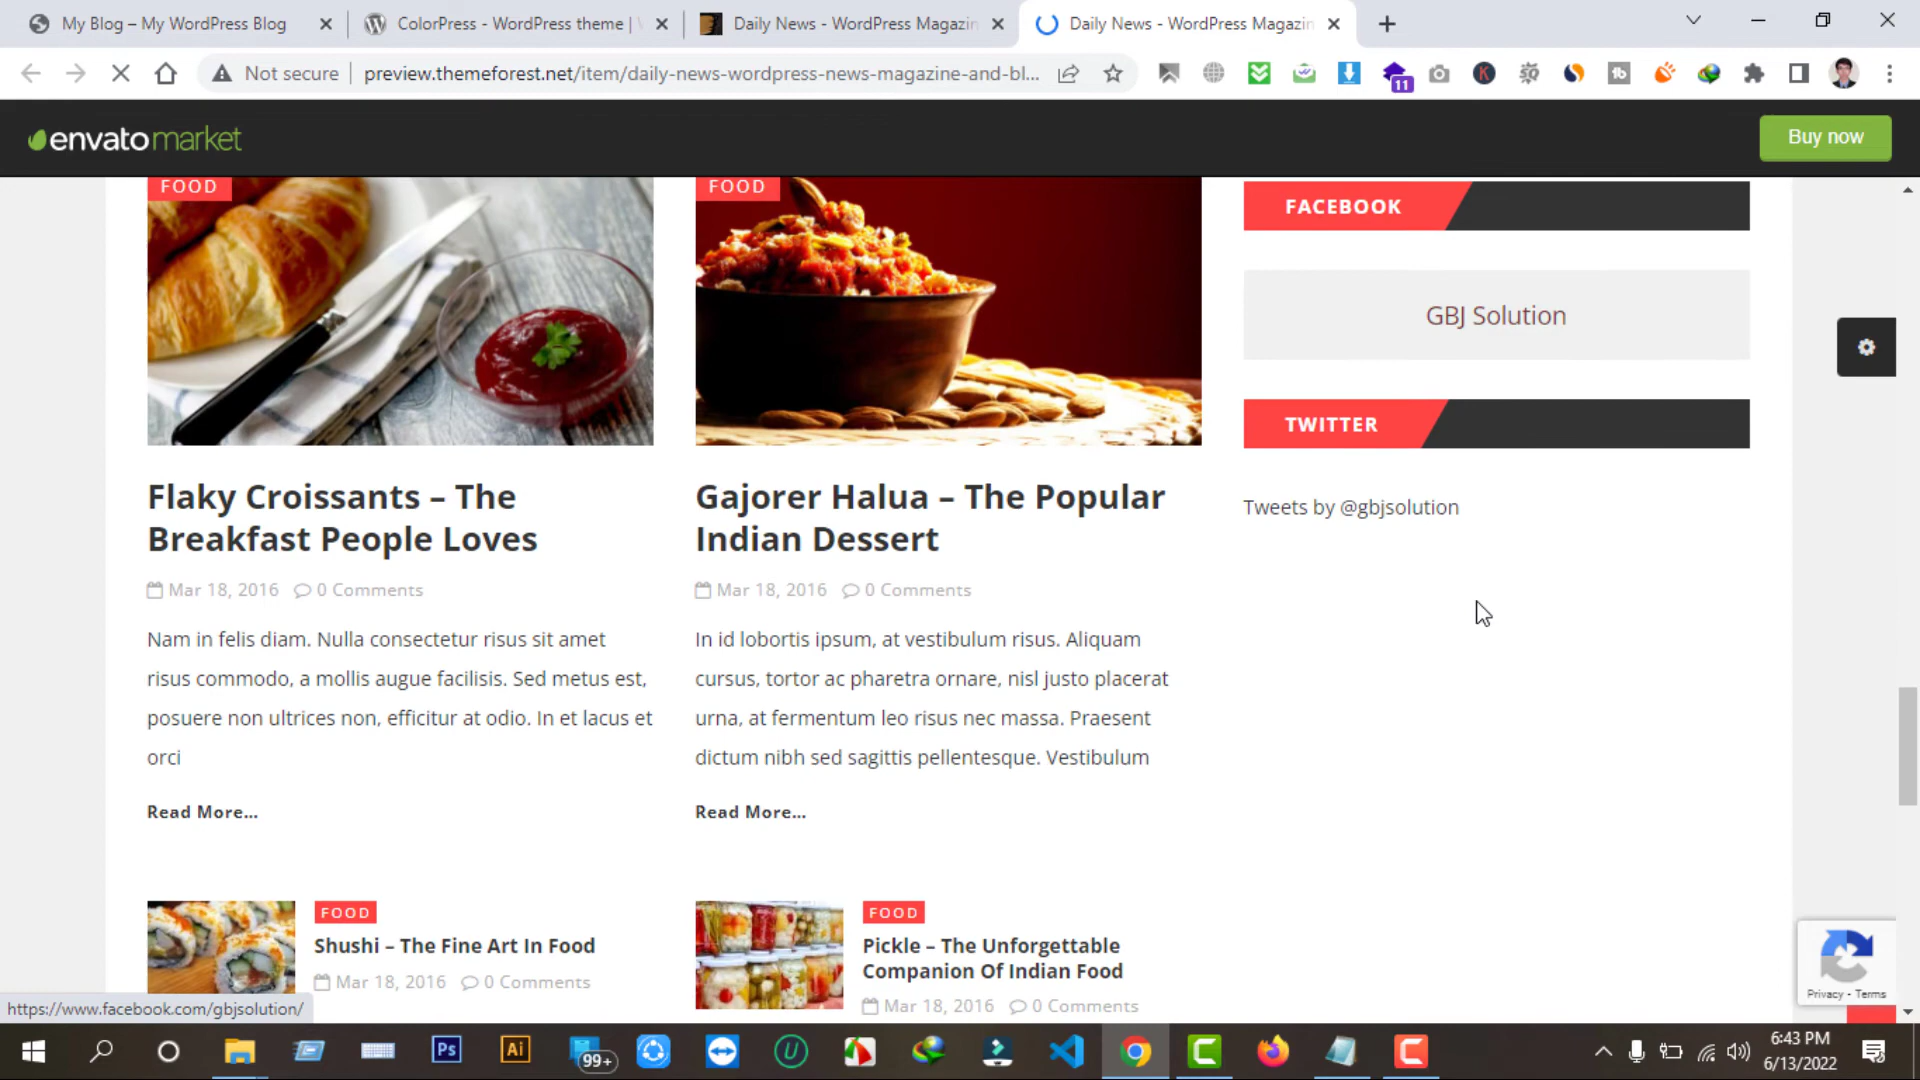 My Blog – My WordPress Blog
ColorPress - WordPress theme |
Daily News - WordPress Magazin
Daily News - WordPress Magazin
Not secure
preview.themeforest.net/item/daily-news-wordpress-news-magazine-and-bl...
11
envatomarket
Buy now
FOOD
FOOD
FACEBOOK
GBJ Solution
TWITTER
Tweets by @gbjsolution
Flaky Croissants – The
Breakfast People Loves
Mar 18, 2016 0 Comments
Nam in felis diam. Nulla consectetur risus sit amet
risus commodo, a mollis augue facilisis. Sed metus est,
posuere non ultrices non, efficitur at odio. In et lacus et
orci
Read More...
Gajorer Halua – The Popular
Indian Dessert
Mar 18, 2016 0 Comments
In id lobortis ipsum, at vestibulum risus. Aliquam
cursus, tortor ac pharetra ornare, nisl justo placerat
urna, at fermentum leo risus nec massa. Praesent
dictum nibh sed sagittis pellentesque. Vestibulum
Read More...
FOOD
Shushi – The Fine Art In Food
Mar 18, 2016 0 Comments
FOOD
Pickle – The Unforgettable
Companion Of Indian Food
Mar 18, 2016 0 Comments
Privacy - Terms
https://www.facebook.com/gbjsolution/
Ps
Ai
99+
6:43 PM
6/13/2022